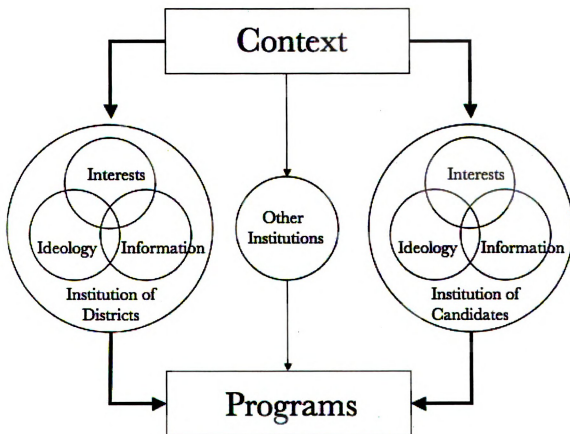 Context
Interests
Ideology
Information
Institution of
Districts
Other
Institutions
Interests
Ideology
Information
Institution of
Candidates
Programs